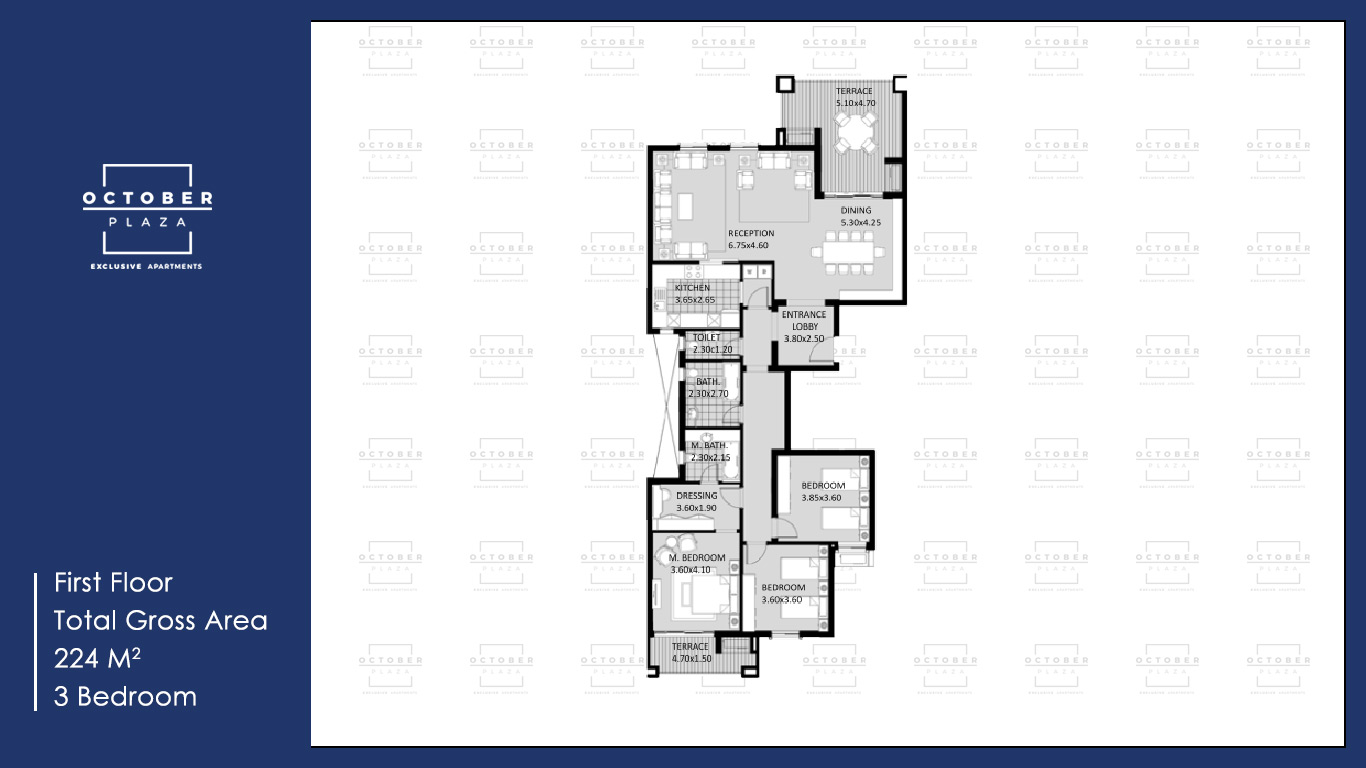 OCTOBER
PLAZA
EXCLUSIVE APARTMENTS
First Floor
Total Gross Area
224 M²
3 Bedroom
TERRACE
5.10x4.70
DINING
5.30x4.25
RECEPTION
6.75x4.60
KITCHEN
3.65x2.65
ENTRANCE
LOBBY
3.80x2.50
TOILET
2.30x1.20
BATH.
2.30x2.70
M. BATH.
2.30x2.15
DRESSING
3.60x1.90
BEDROOM
3.85x3.60
M. BEDROOM
3.60x4.10
BEDROOM
3.60x3.60
TERRACE
4.70x1.50